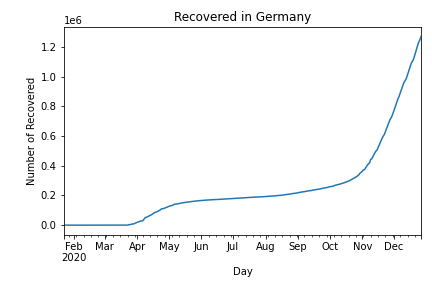 Recovered in Germany
1e6
1.2
1.0
0.8
0.6
0.4
0.2
0.0
Number of Recovered
Feb Mar Apr May Jun Jul Aug Sep Oct Nov Dec
2020
Day